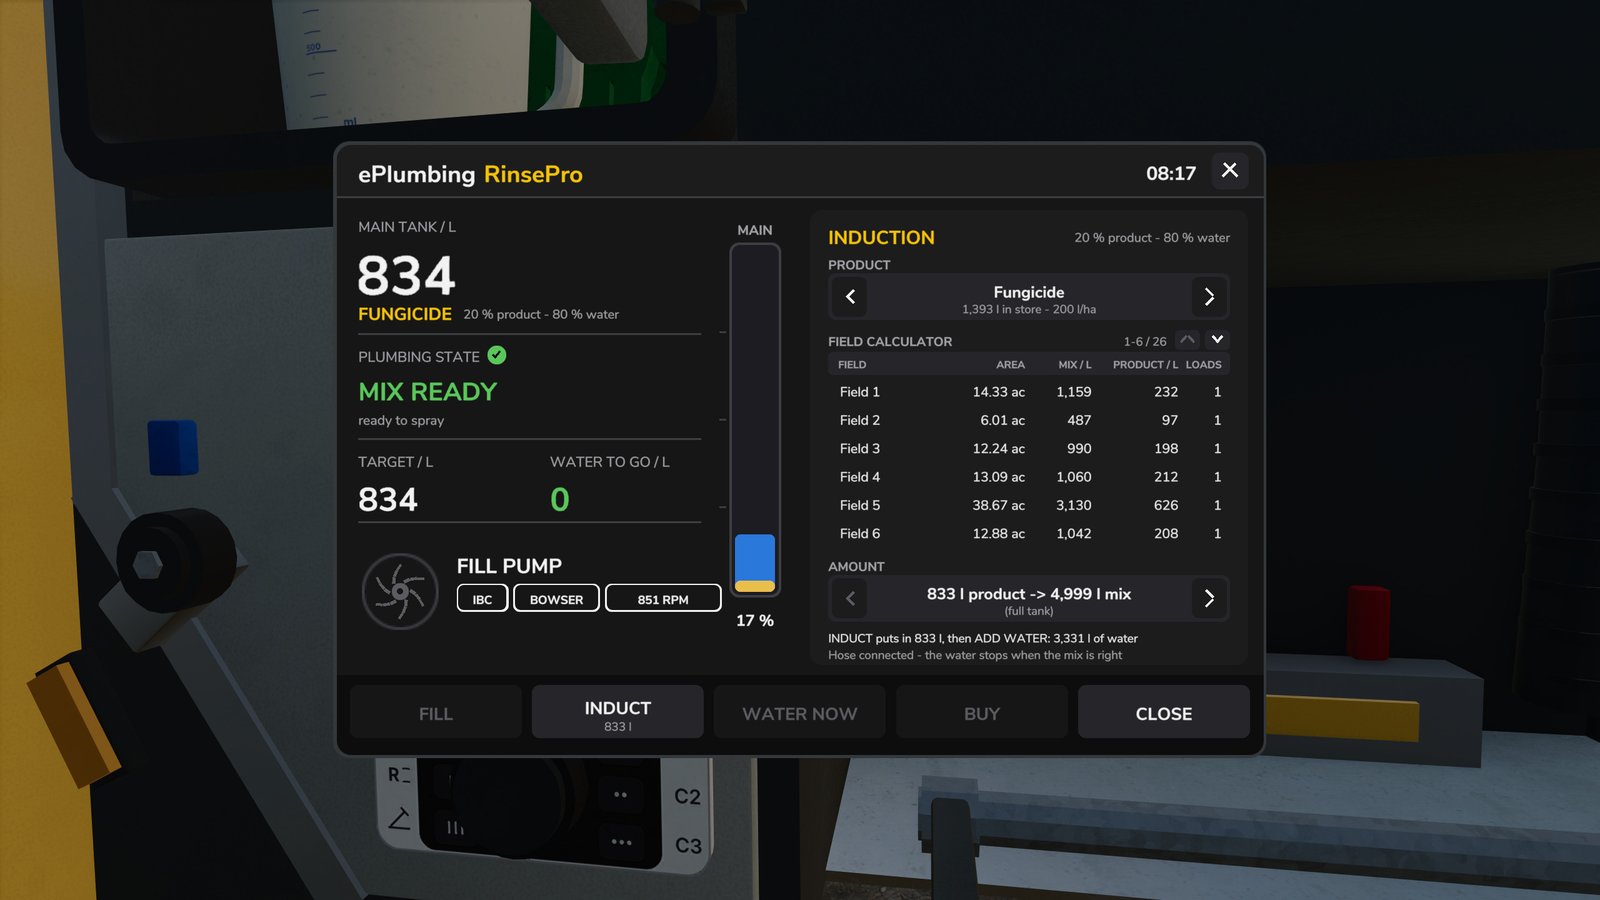 500
ml
ePlumbing RinsePro
08:17
MAIN TANK / L
834
FUNGICIDE 20 % product - 80 % water
PLUMBING STATE
MIX READY
ready to spray
TARGET / L WATER TO GO / L
834 0
FILL PUMP
IBC BOWSER 851 RPM
MAIN
17 %
INDUCTION 20 % product - 80 % water
PRODUCT
Fungicide
1,393 l in store - 200 l/ha
FIELD CALCULATOR 1-6 / 26
FIELD AREA MIX / L PRODUCT / L LOADS
Field 1 14.33 ac 1,159 232 1
Field 2 6.01 ac 487 97 1
Field 3 12.24 ac 990 198 1
Field 4 13.09 ac 1,060 212 1
Field 5 38.67 ac 3,130 626 1
Field 6 12.88 ac 1,042 208 1
AMOUNT
833 l product -> 4,999 l mix
(full tank)
INDUCT puts in 833 l, then ADD WATER: 3,331 l of water
Hose connected - the water stops when the mix is right
FILL
INDUCT
833 l
WATER NOW
BUY
CLOSE
R
C2
C3